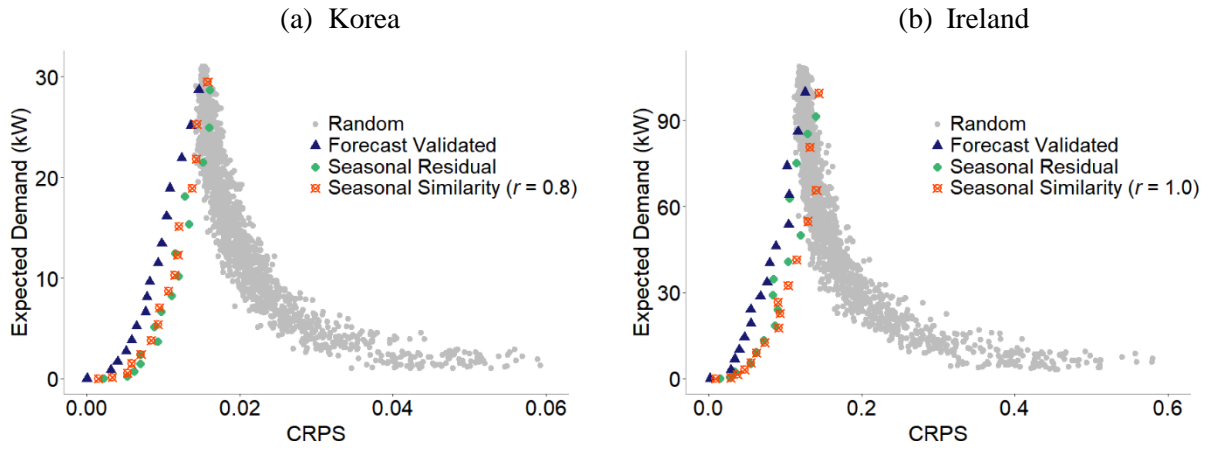 (a) Korea
Expected Demand (kW)
30
20
10
0
0.00
0.02
0.04
0.06
CRPS
Random
Forecast Validated
Seasonal Residual
Seasonal Similarity (r = 0.8)
(b) Ireland
Expected Demand (kW)
90
60
30
0
0.0
0.2
0.4
0.6
CRPS
Random
Forecast Validated
Seasonal Residual
Seasonal Similarity (r = 1.0)